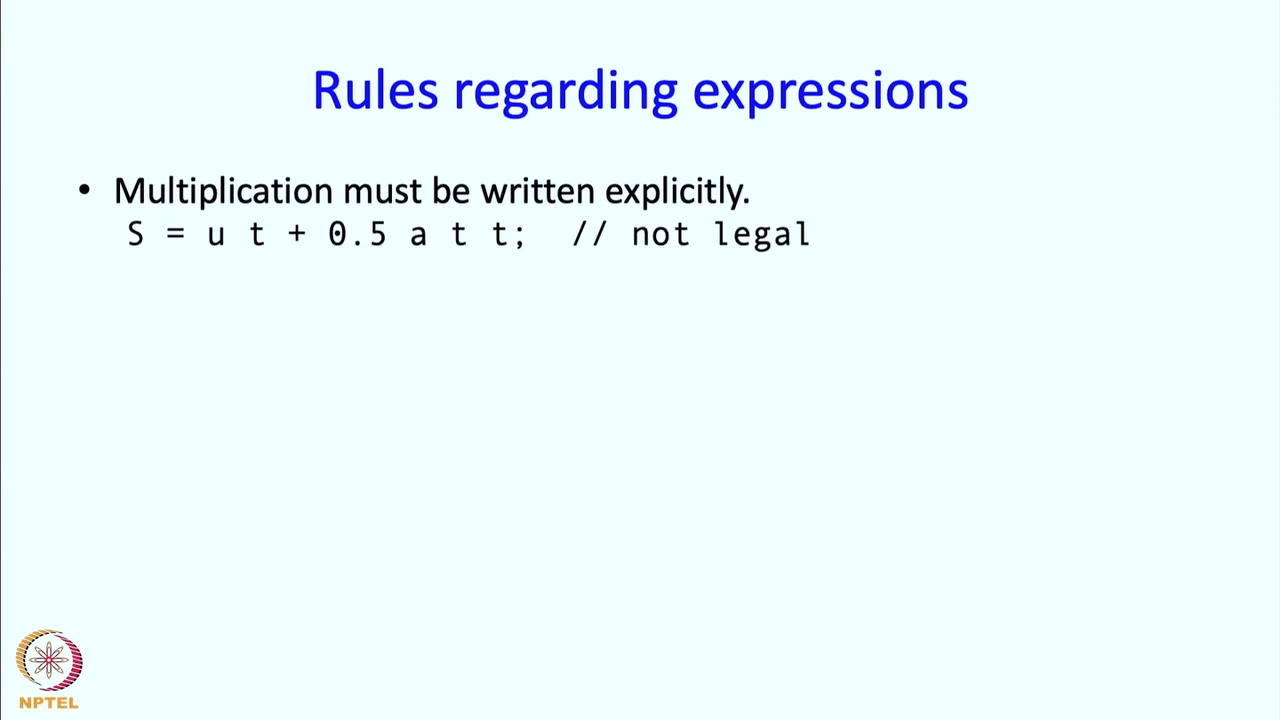 Rules regarding expressions
• Multiplication must be written explicitly.
S = u t + 0.5 a t t;  // not legal
NPTEL